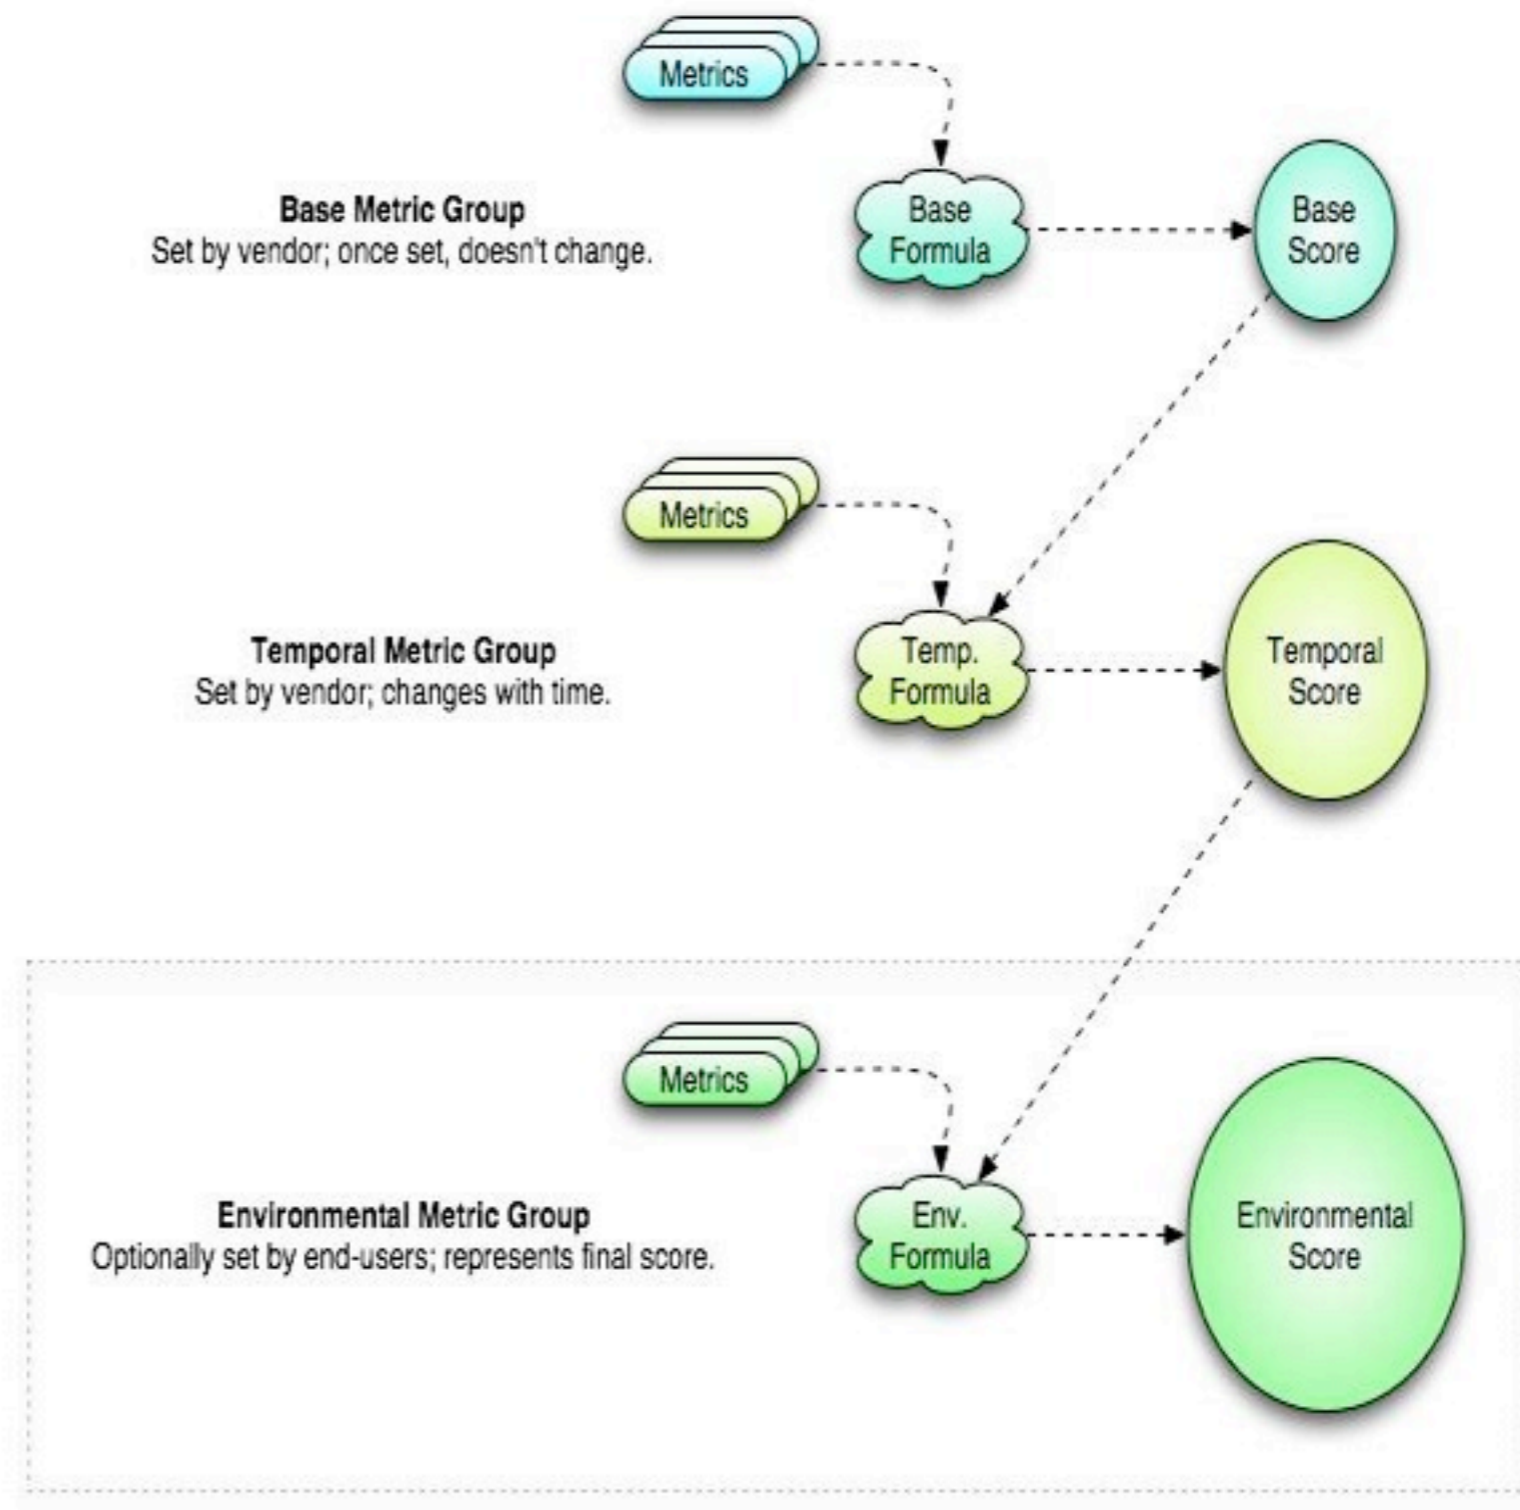 Metrics
Base Metric Group
Set by vendor; once set, doesn't change.
Base
Formula
Base
Score
Metrics
Temporal Metric Group
Set by vendor; changes with time.
Temp.
Formula
Temporal
Score
Metrics
Environmental Metric Group
Optionally set by end-users; represents final score.
Env.
Formula
Environmental
Score